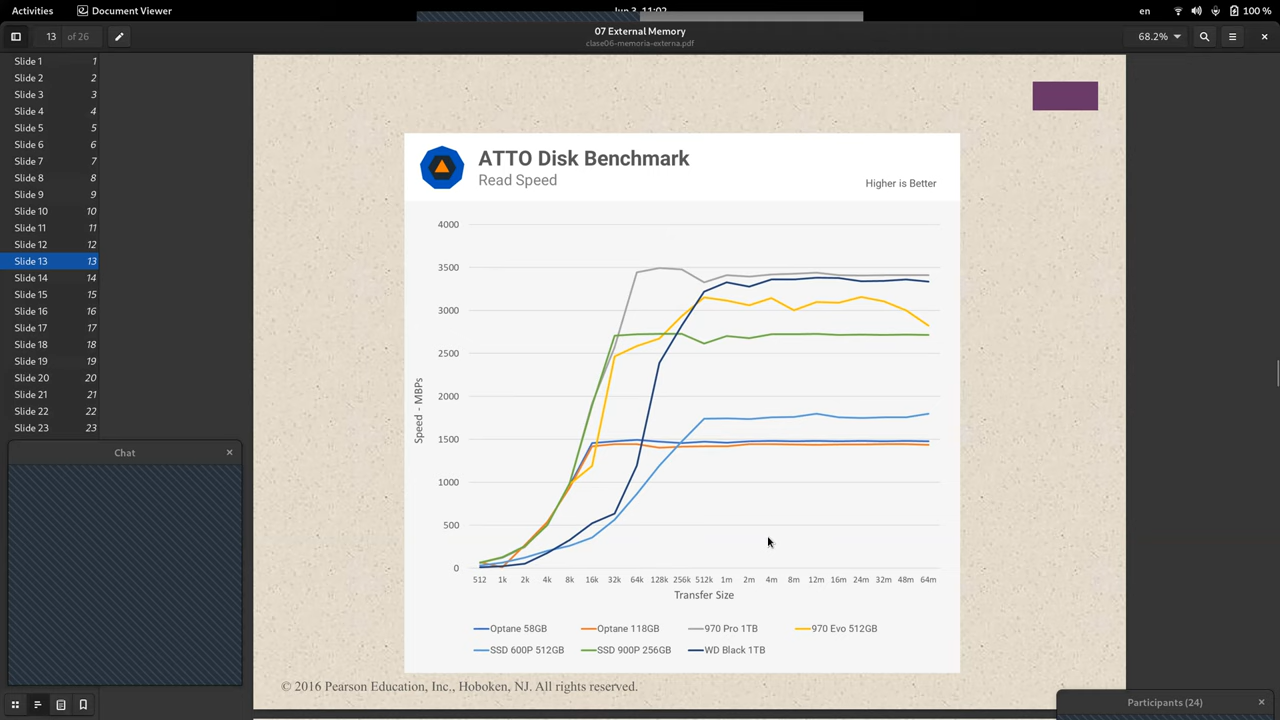 Activities
Document Viewer
Jun 3 11:02
en
100 %
13
of 26
07 External Memory
clase06-memoria-externa.pdf
68.2%
Slide 1 1
Slide 2 2
Slide 3 3
Slide 4 4
Slide 5 5
Slide 6 6
Slide 7 7
Slide 8 8
Slide 9 9
Slide 10 10
Slide 11 11
Slide 12 12
Slide 13 13
Slide 14 14
Slide 15 15
Slide 16 16
Slide 17 17
Slide 18 18
Slide 19 19
Slide 20 20
Slide 21 21
Slide 22 22
Slide 23 23
Chat
ATTO Disk Benchmark
Read Speed
Higher is Better
4000
3500
3000
2500
2000
1500
1000
500
0
Speed - MBPs
512 1k 2k 4k 8k 16k 32k 64k 128k 256k 512k 1m 2m 4m 8m 12m 16m 24m 32m 48m 64m
Transfer Size
Optane 58GB Optane 118GB 970 Pro 1TB 970 Evo 512GB
SSD 600P 512GB SSD 900P 256GB WD Black 1TB
© 2016 Pearson Education, Inc., Hoboken, NJ. All rights reserved.
Participants (24)